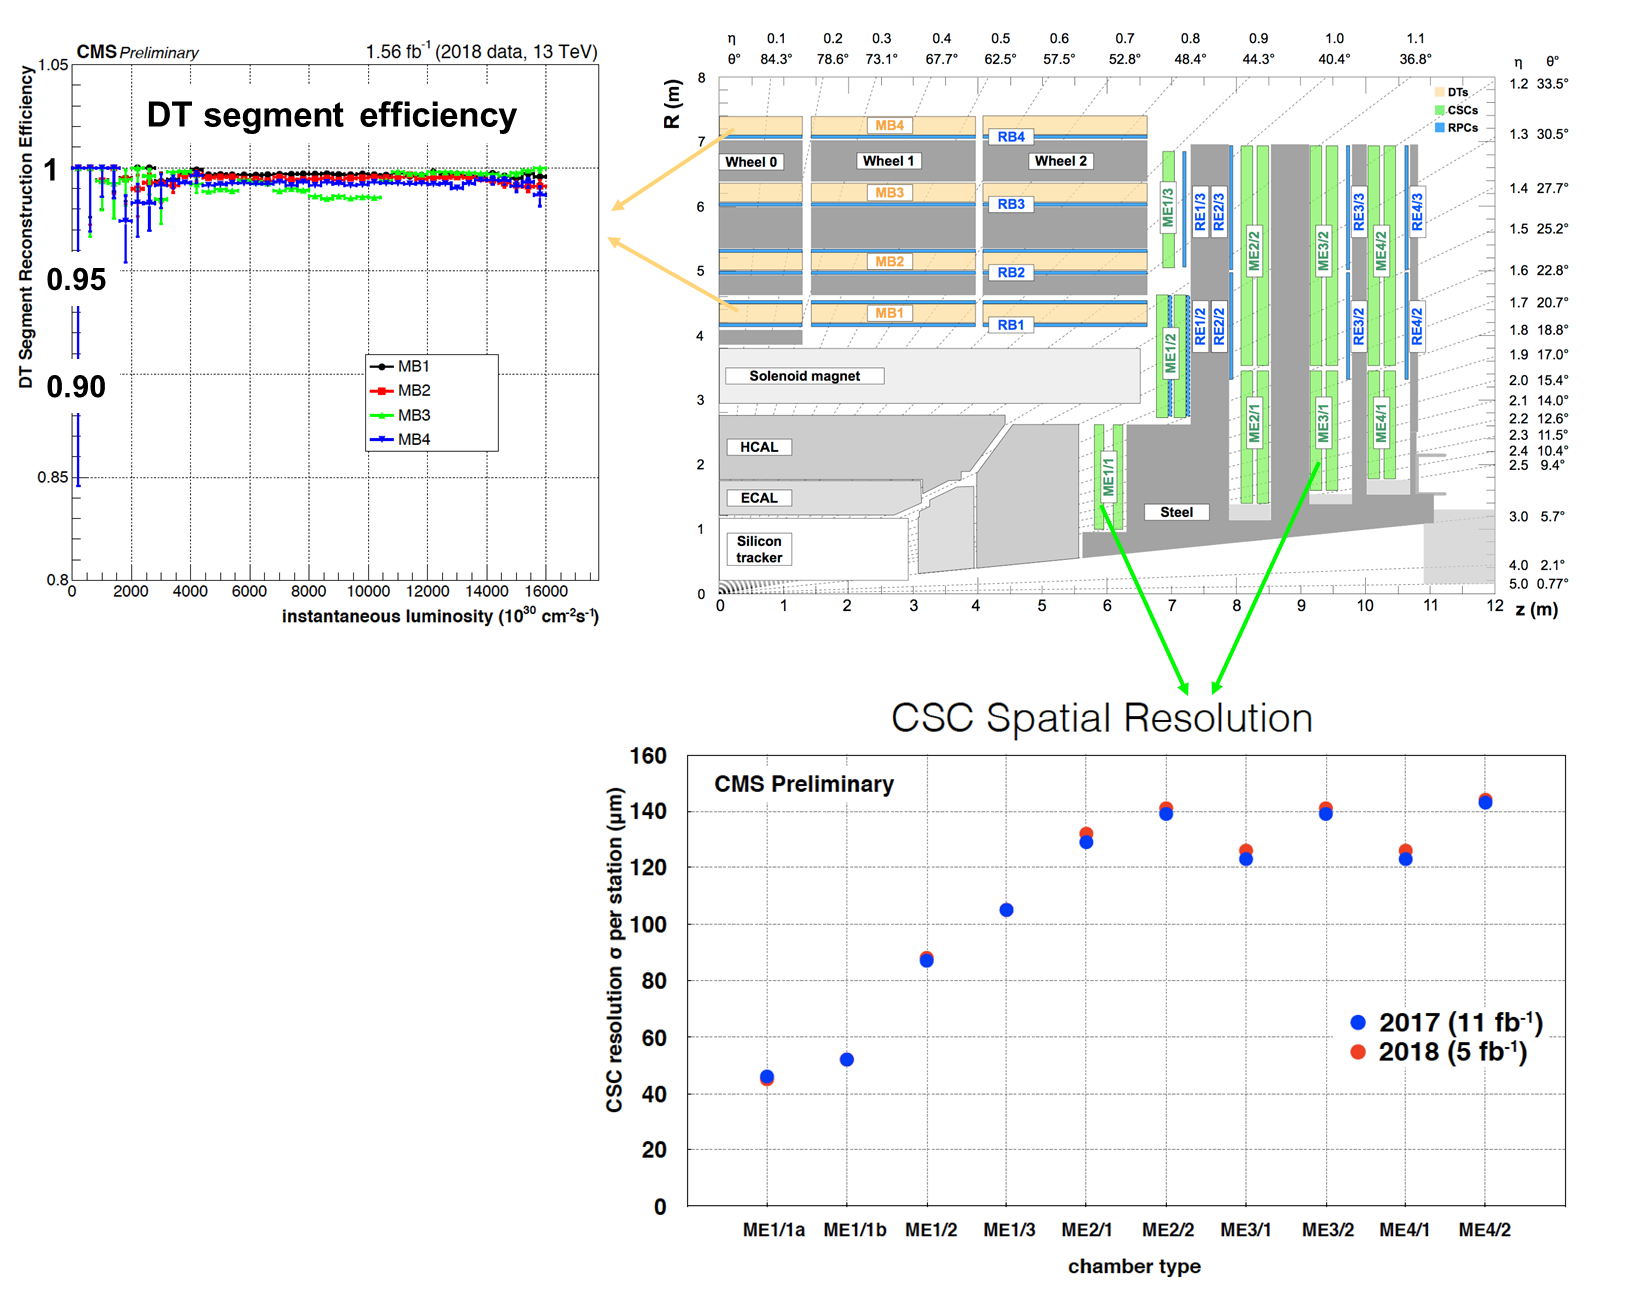 CMS Preliminary 1.56 fb⁻¹ (2018 data, 13 TeV)
DT segment efficiency
DT Segment Reconstruction Efficiency
1.05
1
0.95
0.90
0.85
0.8
MB1
MB2
MB3
MB4
0 2000 4000 6000 8000 10000 12000 14000 16000
instantaneous luminosity (10³⁰ cm⁻²s⁻¹)
η 0.1 0.2 0.3 0.4 0.5 0.6 0.7 0.8 0.9 1.0 1.1
θ° 84.3° 78.6° 73.1° 67.7° 62.5° 57.5° 52.8° 48.4° 44.3° 40.4° 36.8°
η θ°
1.2 33.5°
1.3 30.5°
1.4 27.7°
1.5 25.2°
1.6 22.8°
1.7 20.7°
1.8 18.8°
1.9 17.0°
2.0 15.4°
2.1 14.0°
2.2 12.6°
2.3 11.5°
2.4 10.4°
2.5 9.4°
3.0 5.7°
4.0 2.1°
5.0 0.77°
R (m)
8
7
6
5
4
3
2
1
0
DTs
CSCs
RPCs
MB4
RB4
Wheel 0
Wheel 1
Wheel 2
MB3
RB3
MB2
RB2
MB1
RB1
Solenoid magnet
HCAL
ECAL
Silicon
tracker
Steel
ME1/3
RE1/3
RE2/3
ME2/2
ME3/2
RE3/3
ME4/2
RE4/3
ME1/2
RE1/2
RE2/2
RE3/2
RE4/2
ME1/1
ME2/1
ME3/1
ME4/1
0 1 2 3 4 5 6 7 8 9 10 11 12
z (m)
CSC Spatial Resolution
CMS Preliminary
CSC resolution σ per station (μm)
160
140
120
100
80
60
40
20
0
2017 (11 fb⁻¹)
2018 (5 fb⁻¹)
ME1/1a ME1/1b ME1/2 ME1/3 ME2/1 ME2/2 ME3/1 ME3/2 ME4/1 ME4/2
chamber type